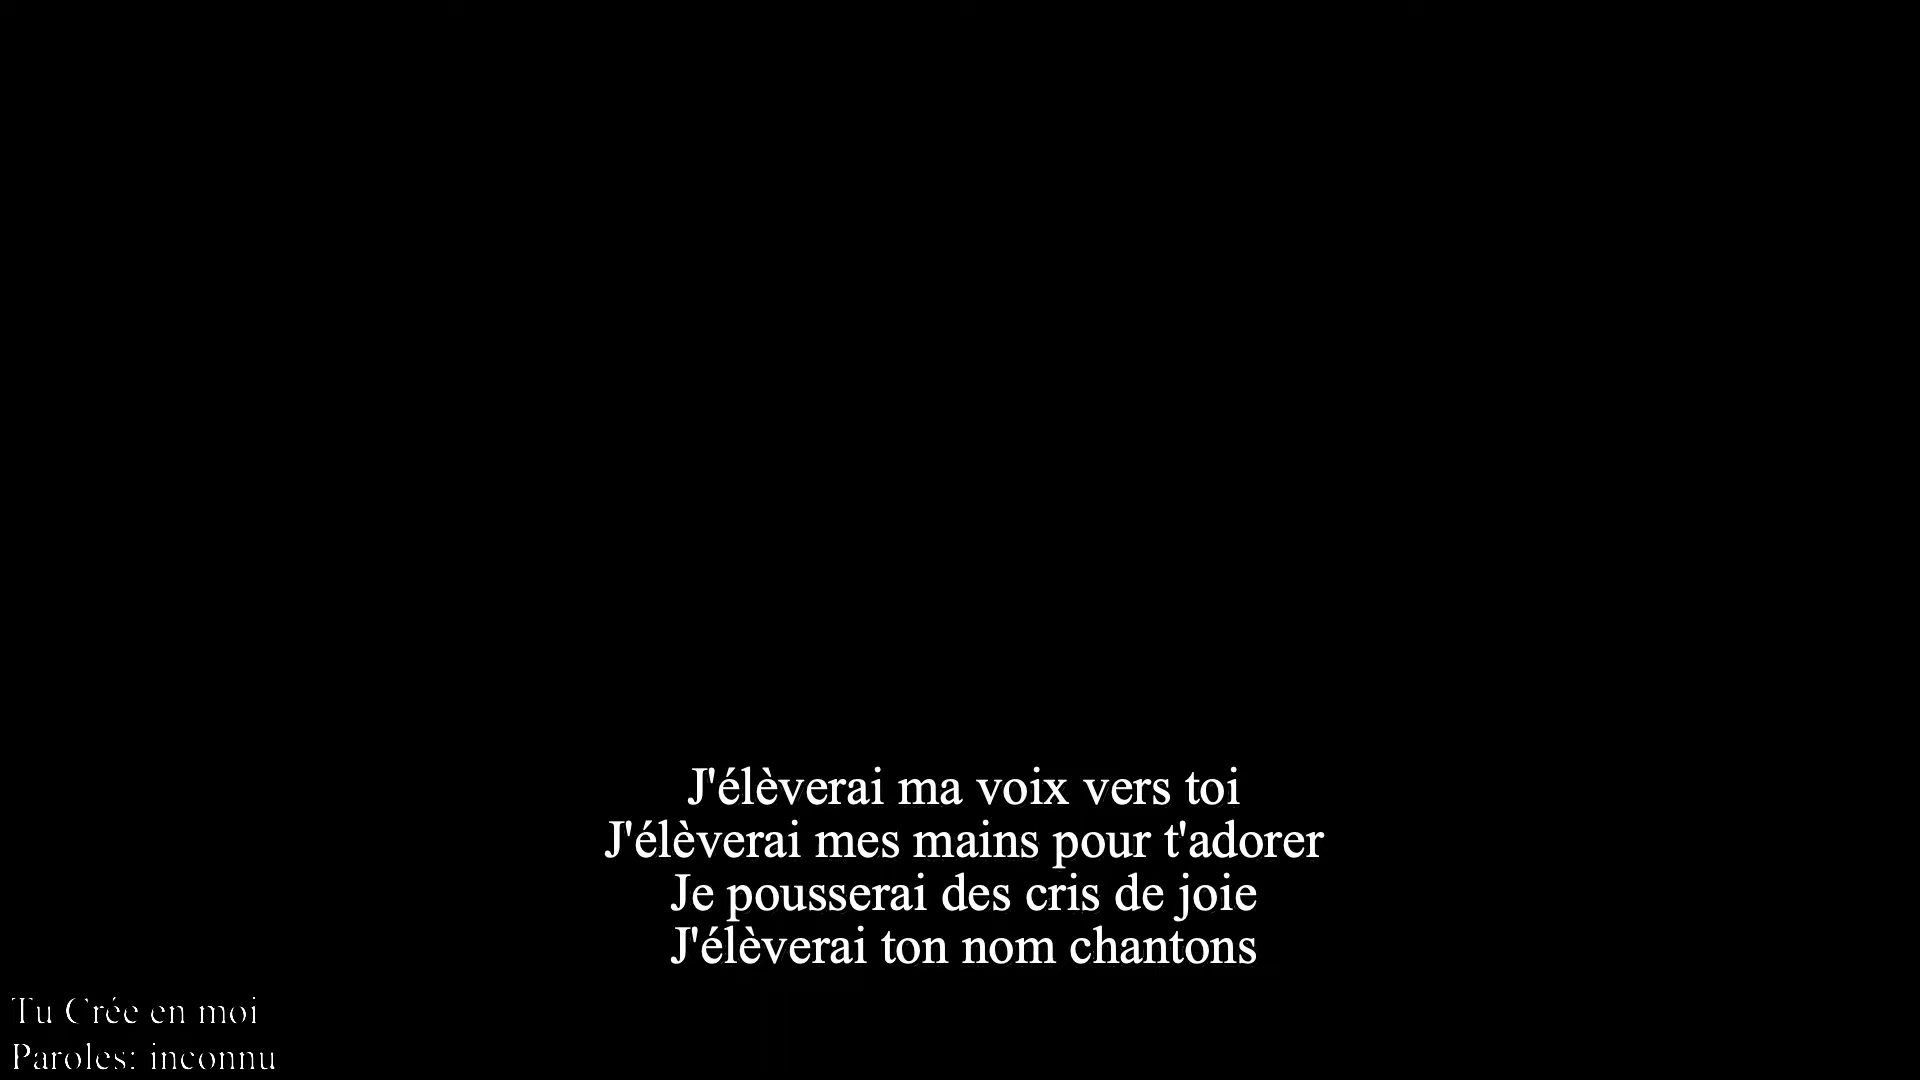 J'élèverai ma voix vers toi
J'élèverai mes mains pour t'adorer
Je pousserai des cris de joie
J'élèverai ton nom chantons
Tu Crée en moi
Paroles: inconnu